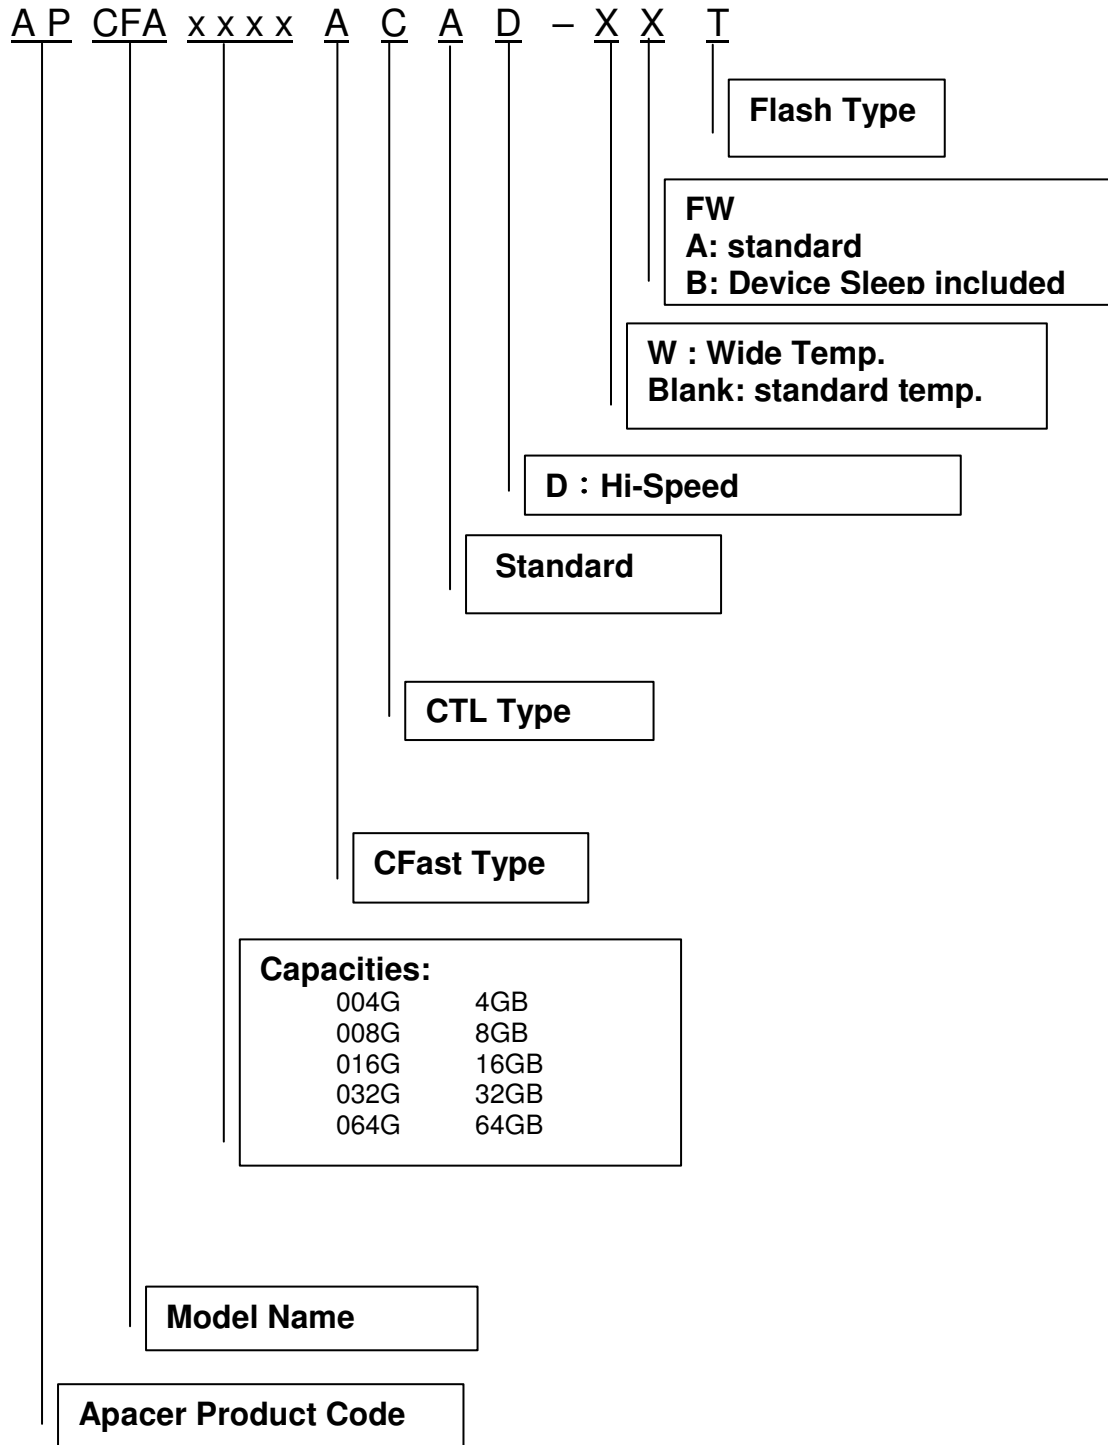 A P CFA x x x x A C A D – X X T
Flash Type
FW
A: standard
B: Device Sleep included
W : Wide Temp.
Blank: standard temp.
D：Hi-Speed
Standard
CTL Type
CFast Type
Capacities:
004G 4GB
008G 8GB
016G 16GB
032G 32GB
064G 64GB
Model Name
Apacer Product Code